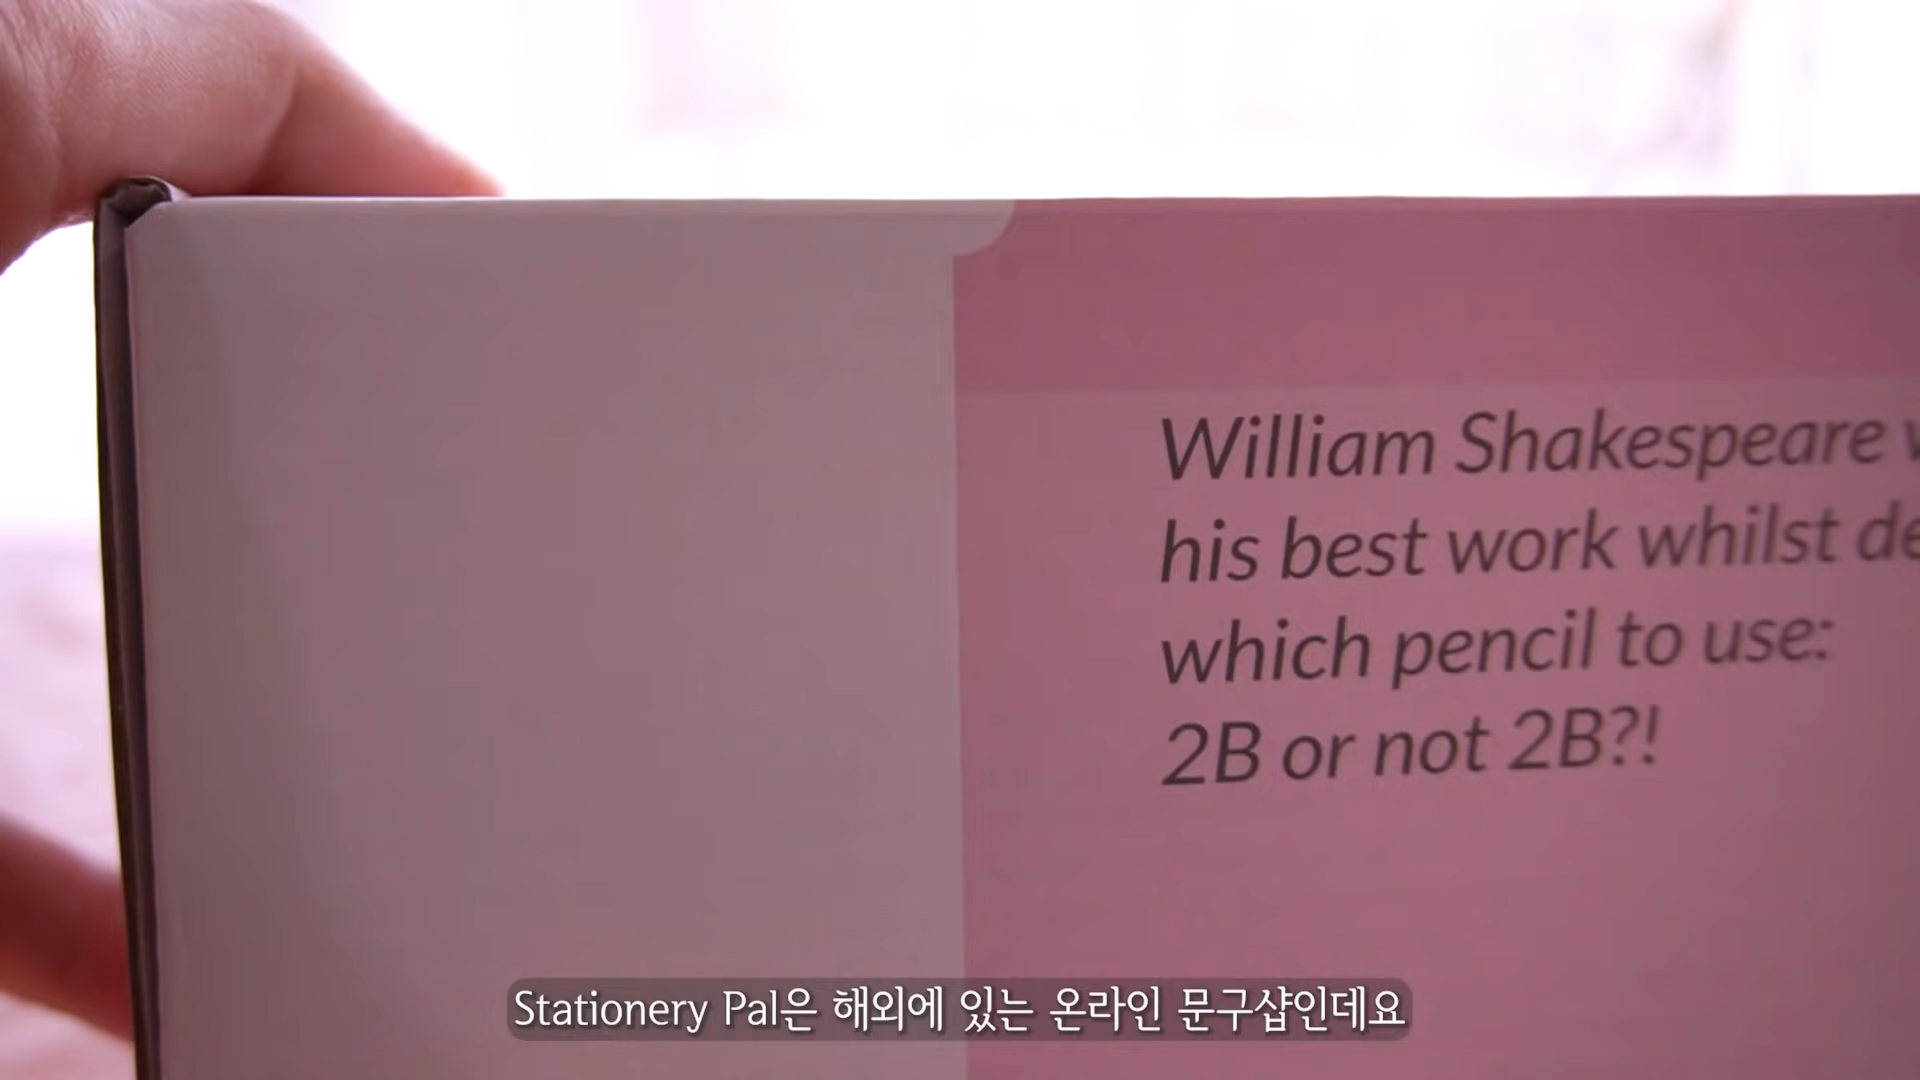 William Shakespeare
his best work whilst
which pencil to use:
2B or not 2B?!
Stationery Pal은 해외에 있는 온라인 문구샵인데요